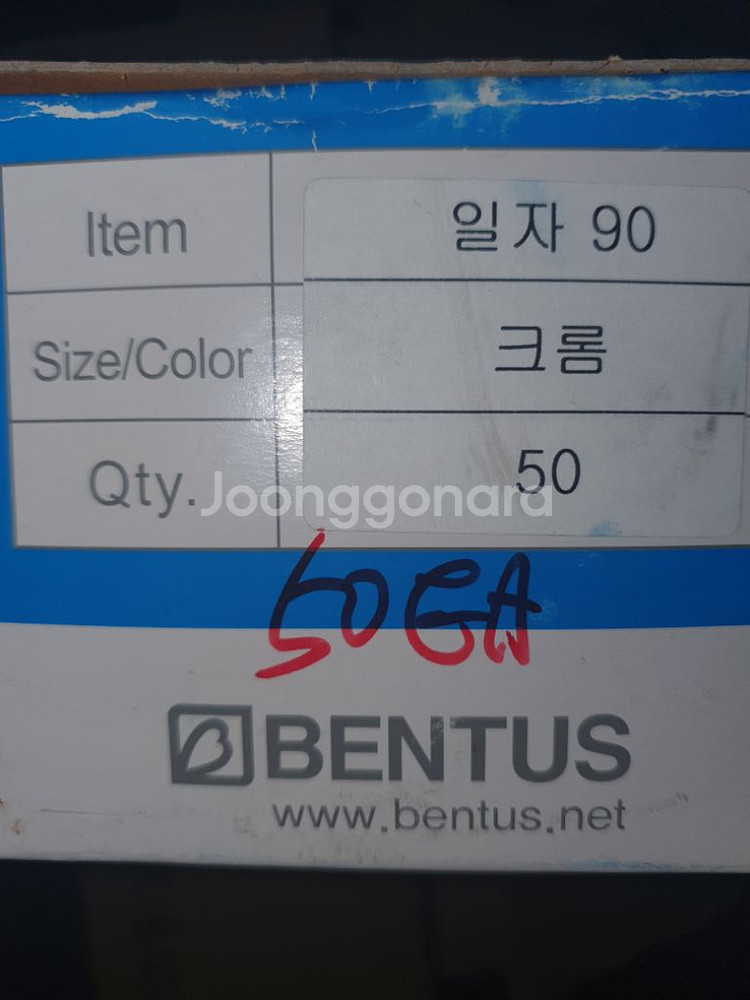 Item 일자 90
Size/Color 크롬
Qty. 50
Joonggonara
50EA
BENTUS
www.bentus.net